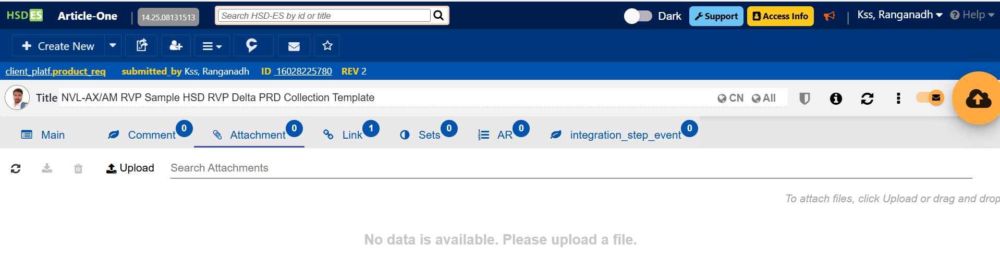 HSDES Article-One | 14.25.08131513 Search HSD-ES by id or title Dark Support Access Info | Kss, Ranganadh Help
Create New
client_platf.product_req submitted_by Kss, Ranganadh ID 16028225780 REV 2
Title NVL-AX/AM RVP Sample HSD RVP Delta PRD Collection Template CN All
Main Comment 0 Attachment 0 Link 1 Sets 0 AR 0 integration_step_event 0
Upload Search Attachments
To attach files, click Upload or drag and drop
No data is available. Please upload a file.